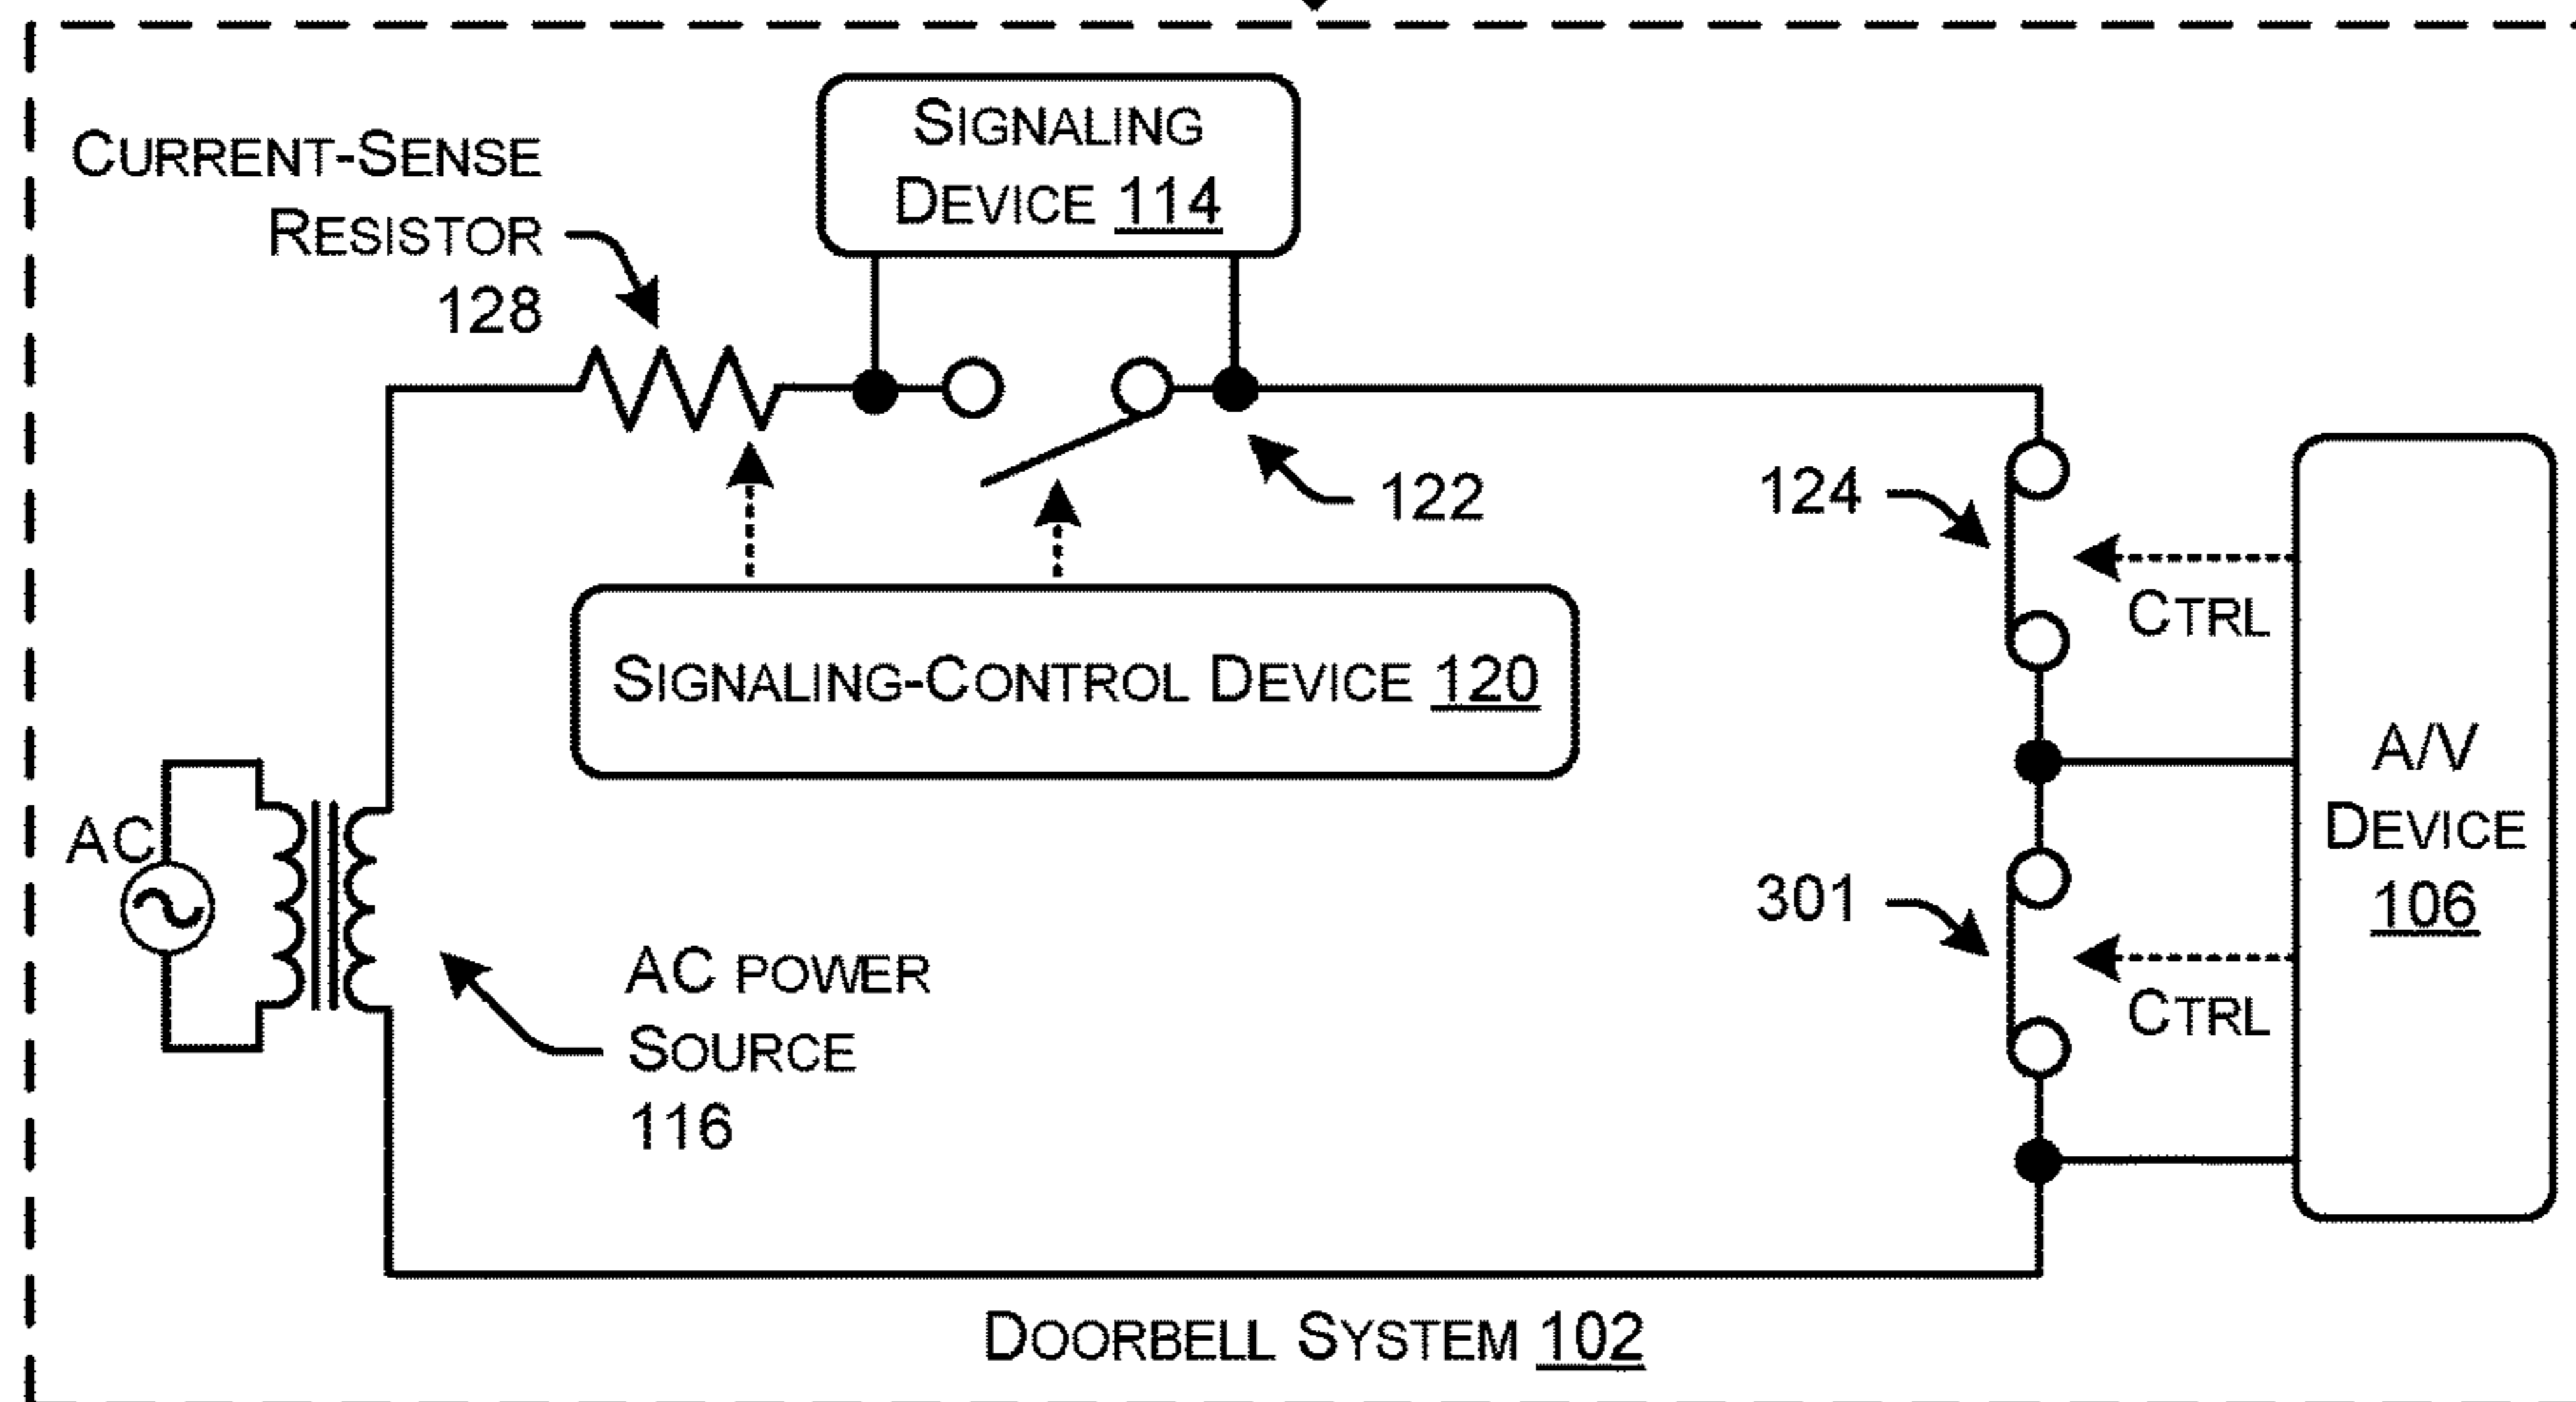 SIGNALING
DEVICE 114
CURRENT-SENSE
RESISTOR
128
122
124
CTRL
SIGNALING-CONTROL DEVICE 120
A/V
DEVICE
106
AC
301
CTRL
AC POWER
SOURCE
116
DOORBELL SYSTEM 102